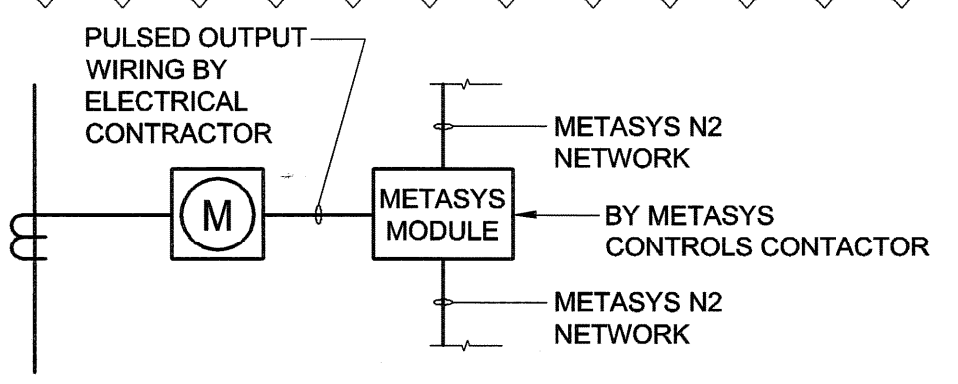 PULSED OUTPUT
WIRING BY
ELECTRICAL
CONTRACTOR
METASYS N2
NETWORK
M
METASYS
MODULE
BY METASYS
CONTROLS CONTACTOR
METASYS N2
NETWORK